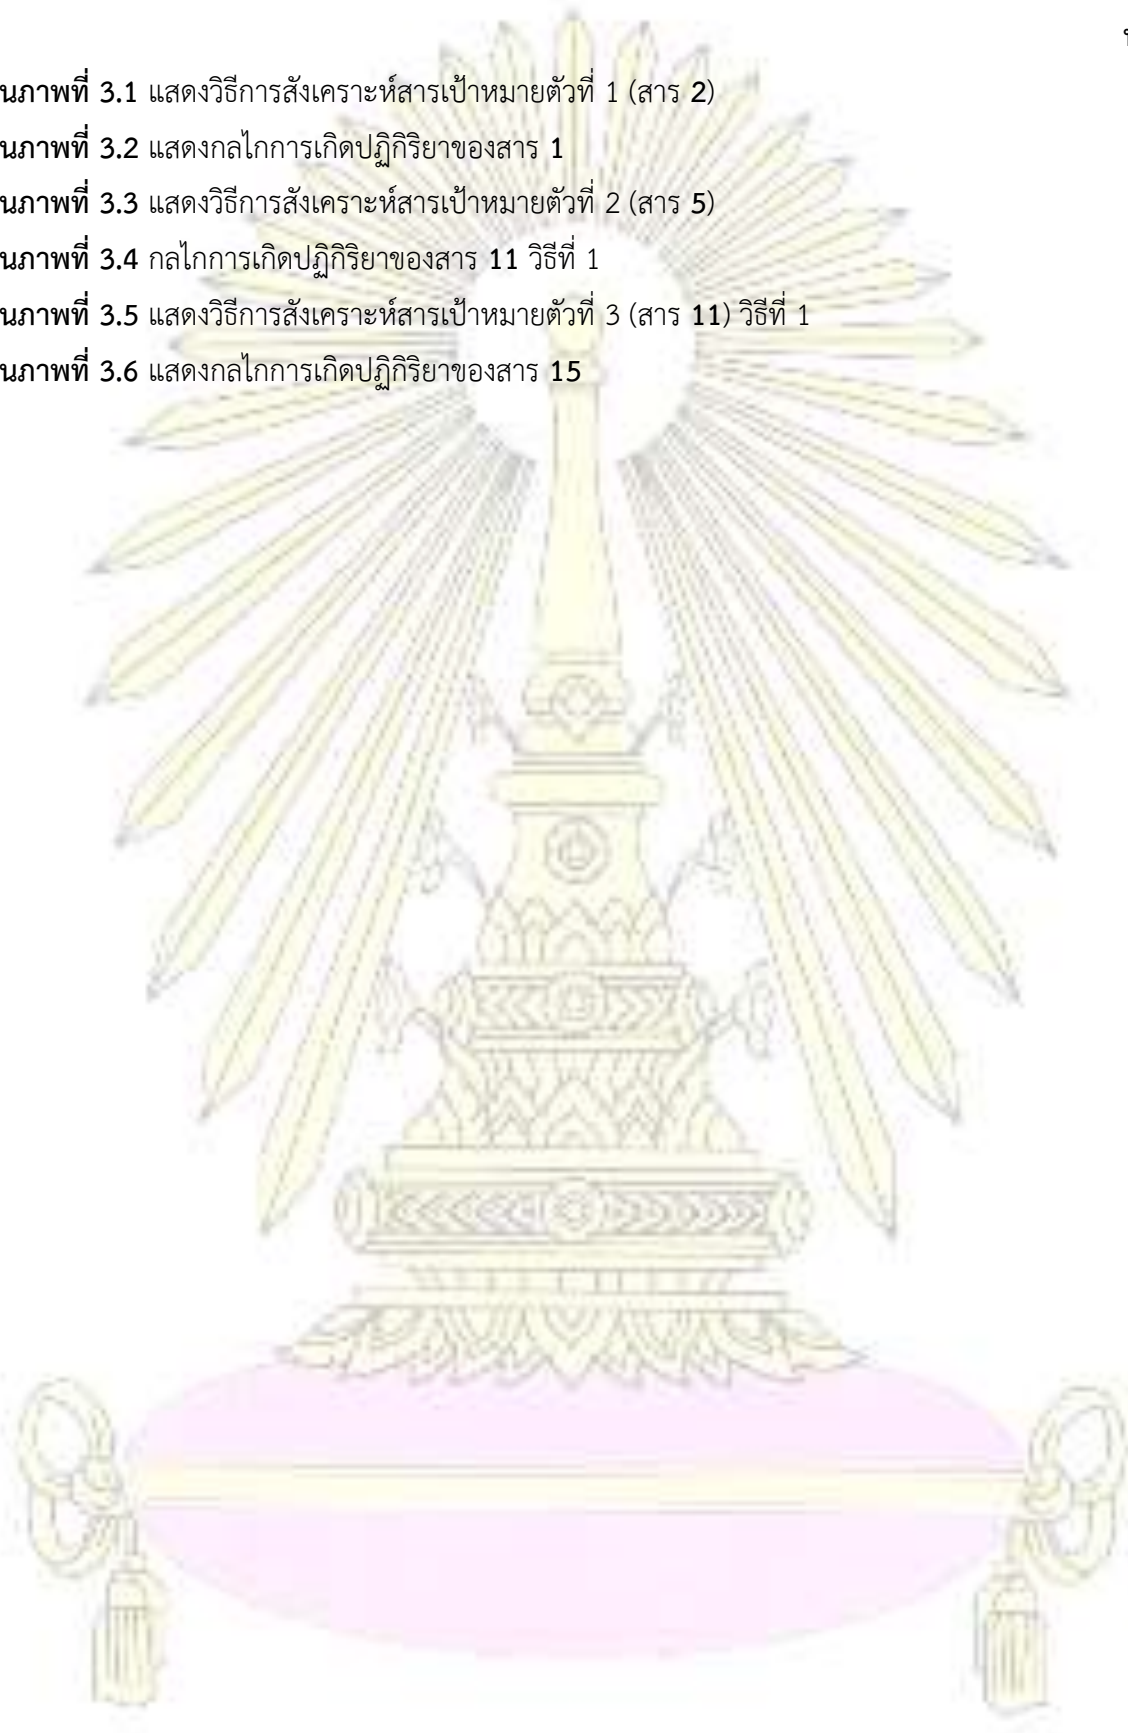 นภาพที่ 3.1 แสดงวิธีการสังเคราะห์สารเป้าหมายตัวที่ 1 (สาร 2)
นภาพที่ 3.2 แสดงกลไกการเกิดปฏิกิริยาของสาร 1
นภาพที่ 3.3 แสดงวิธีการสังเคราะห์สารเป้าหมายตัวที่ 2 (สาร 5)
นภาพที่ 3.4 กลไกการเกิดปฏิกิริยาของสาร 11 วิธีที่ 1
นภาพที่ 3.5 แสดงวิธีการสังเคราะห์สารเป้าหมายตัวที่ 3 (สาร 11) วิธีที่ 1
นภาพที่ 3.6 แสดงกลไกการเกิดปฏิกิริยาของสาร 15